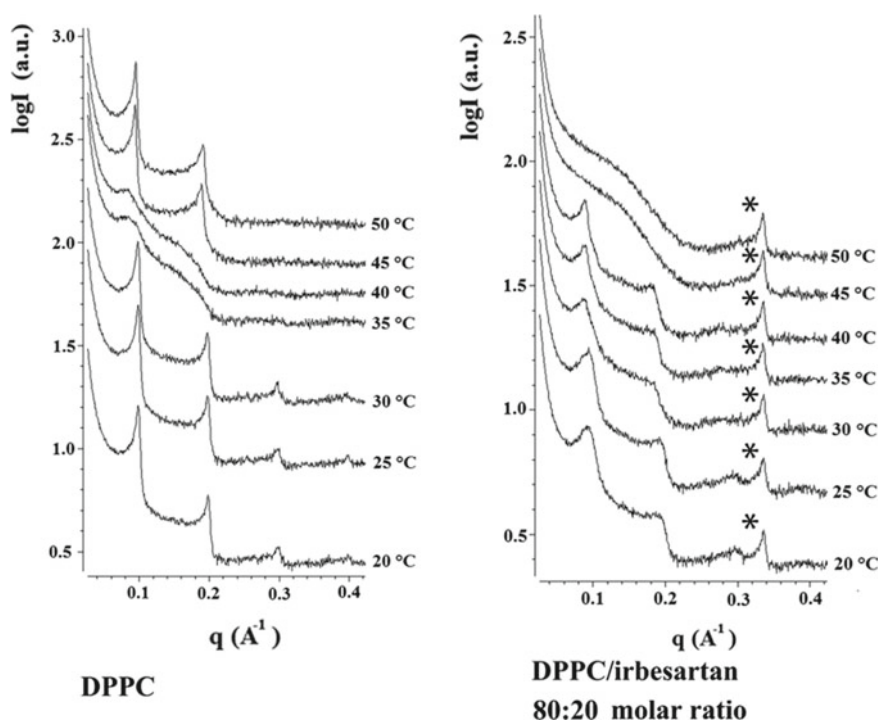 logI (a.u.)
3.0
2.5
2.0
1.5
1.0
0.5
50 °C
45 °C
40 °C
35 °C
30 °C
25 °C
20 °C
0.1 0.2 0.3 0.4
q (A⁻¹)
DPPC
logI (a.u.)
2.5
2.0
1.5
1.0
0.5
* 50 °C
* 45 °C
* 40 °C
* 35 °C
* 30 °C
* 25 °C
* 20 °C
0.1 0.2 0.3 0.4
q (A⁻¹)
DPPC/irbesartan
80:20 molar ratio